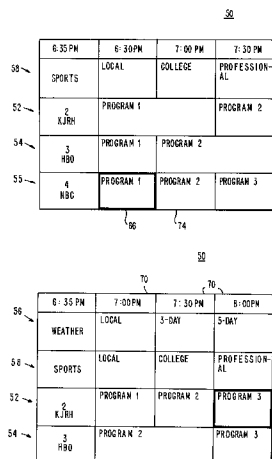 50
6:35 PM 6:30PM 7:00 PM 7:30 PM
58 SPORTS LOCAL COLLEGE PROFESSION-
AL
52 2 PROGRAM 1 PROGRAM 2
KJRH
54 3 PROGRAM 1 PROGRAM 2
HBO
55 4 PROGRAM 1 PROGRAM 2 PROGRAM 3
NBC
66 74
50
70 70
6:35 PM 7:00PM 7:30 PM 8:00PM
56 WEATHER LOCAL 3-DAY 5-DAY
58 SPORTS LOCAL COLLEGE PROFESSION-
AL
52 2 PROGRAM 1 PROGRAM 2 PROGRAM 3
KJRH
54 3 PROGRAM 2 PROGRAM 3
HBO